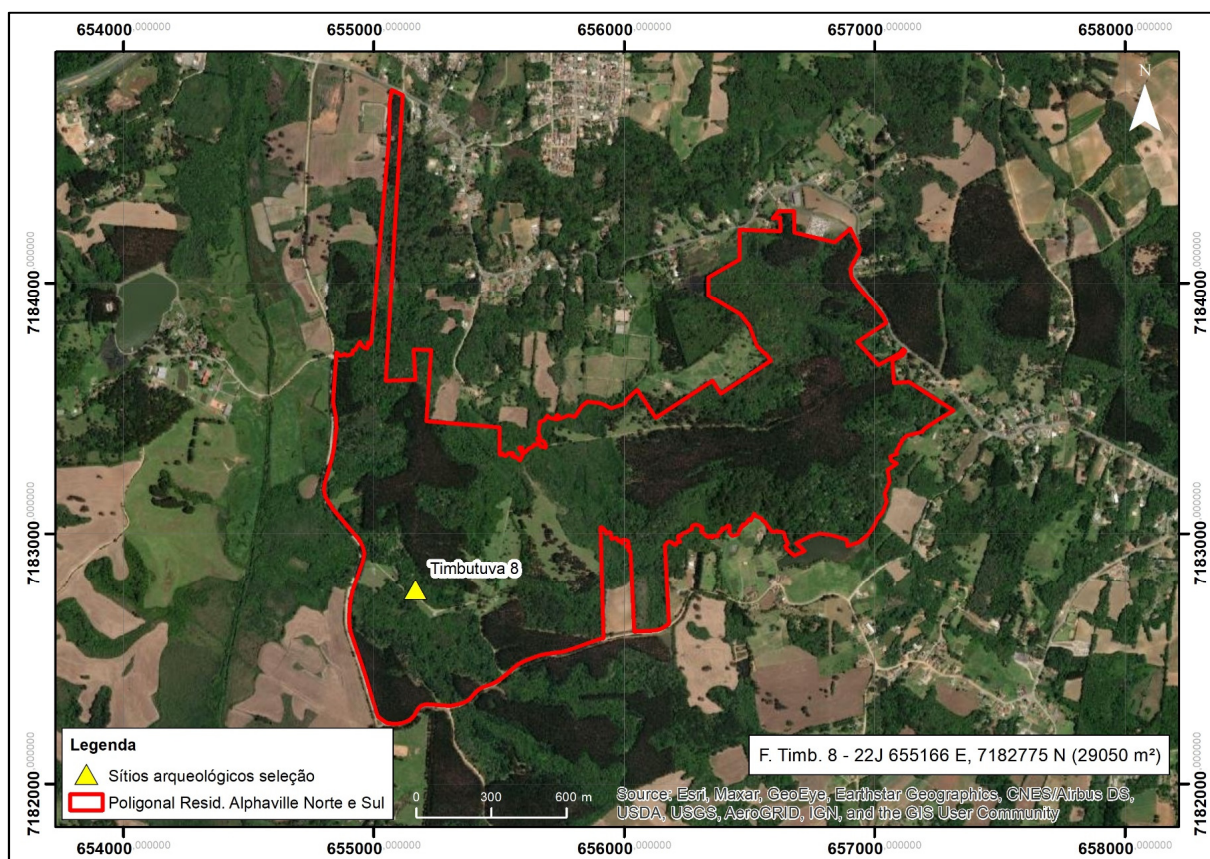 654000,000000 655000,000000 656000,000000 657000,000000 658000,000000
N
7184000,000000 7184000,000000
7183000,000000 7183000,000000
Timbutuva 8
7182000,000000 7182000,000000
Legenda
Sítios arqueológicos seleção
Poligonal Resid. Alphaville Norte e Sul
0 300 600 m
F. Timb. 8 - 22J 655166 E, 7182775 N (29050 m²)
Source: Esri, Maxar, GeoEye, Earthstar Geographics, CNES/Airbus DS,
USDA, USGS, AeroGRID, IGN, and the GIS User Community
654000,000000 655000,000000 656000,000000 657000,000000 658000,000000